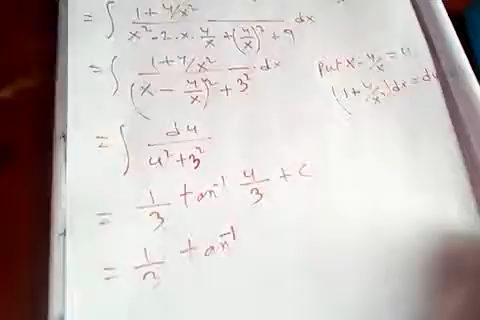 = ∫ (1 + 4/x²) / (x² - 2 · x · 4/x + (4/x)² + 9) dx
= ∫ (1 + 4/x²) / ((x - 4/x)² + 3²) dx
Put x - 4/x = u
(1 + 4/x²) dx = du
= ∫ du / (u² + 3²)
= 1/3 tan⁻¹ u/3 + c
= 1/3 tan⁻¹